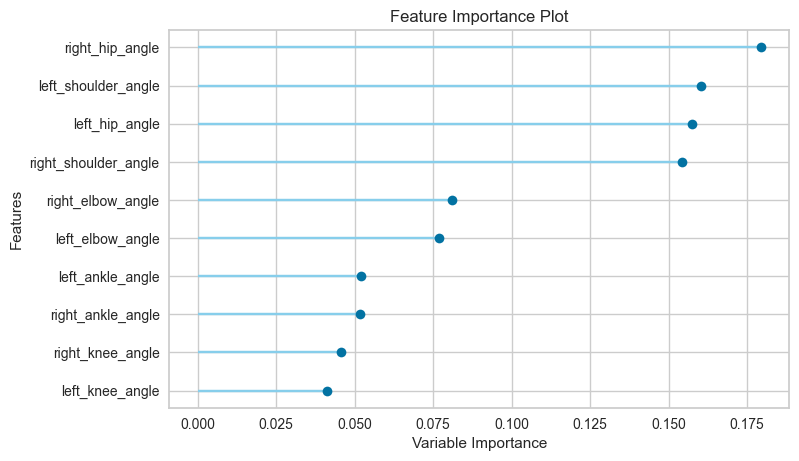 Feature Importance Plot
right_hip_angle
left_shoulder_angle
left_hip_angle
right_shoulder_angle
right_elbow_angle
left_elbow_angle
left_ankle_angle
right_ankle_angle
right_knee_angle
left_knee_angle
Features
0.000 0.025 0.050 0.075 0.100 0.125 0.150 0.175
Variable Importance